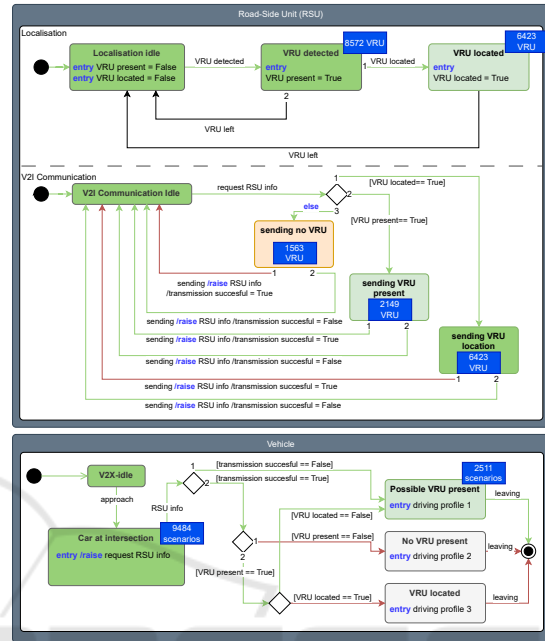 Road-Side Unit (RSU)
Localisation
8572 VRU
6423
VRU
Localisation idle
entry VRU present = False
entry VRU located = False
VRU detected
VRU detected
entry
VRU present = True
1
VRU located
VRU located
entry
VRU located = True
2
VRU left
VRU left
V2I Communication
V2I Communication Idle
request RSU info
1
[VRU located== True]
2
else
3
[VRU present== True]
sending no VRU
1563
VRU
1
2
sending /raise RSU info
/transmission succesful = True
sending VRU
present
2149
VRU
1
2
sending /raise RSU info /transmission succesful = False
sending /raise RSU info /transmission succesful = True
sending /raise RSU info /transmission succesful = False
sending VRU
location
6423
VRU
1
2
sending /raise RSU info /transmission succesful = True
sending /raise RSU info /transmission succesful = False
Vehicle
V2X-idle
approach
RSU info
1
[transmission succesful == False]
2
[transmission succesful == True]
2511
scenarios
Possible VRU present
entry driving profile 1
leaving
9484
scenarios
Car at intersection
entry /raise request RSU info
[VRU located == False]
1
[VRU present == False]
2
[VRU present == True]
No VRU present
entry driving profile 2
leaving
[VRU located == True]
VRU located
entry driving profile 3
leaving